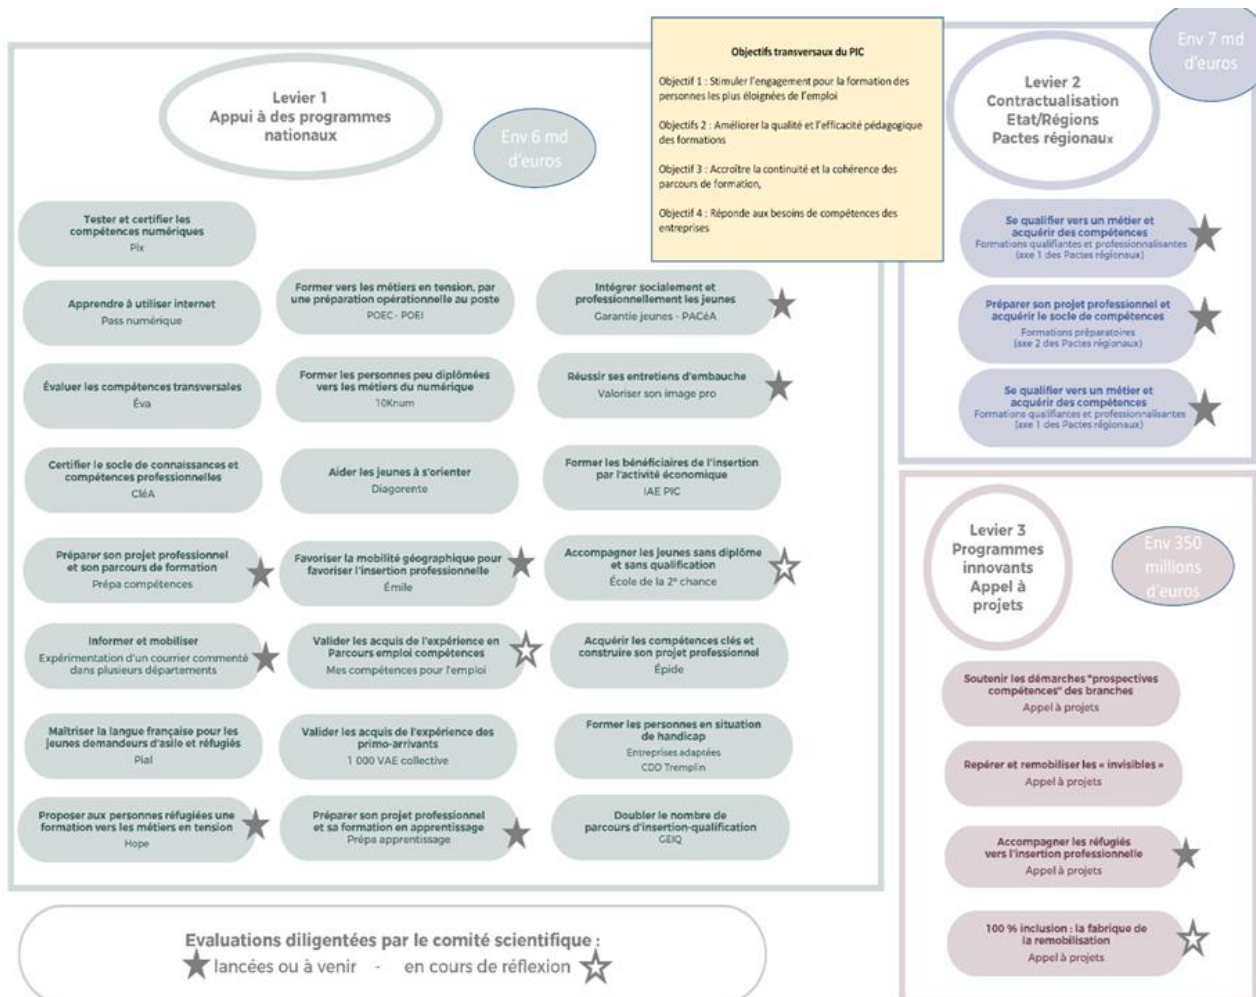 Levier 1
Appui à des programmes
nationaux
Env 6 md
d'euros
Objectifs transversaux du PIC
Objectif 1 : Stimuler l'engagement pour la formation des
personnes les plus éloignées de l'emploi
Objectifs 2 : Améliorer la qualité et l'efficacité pédagogique
des formations
Objectif 3 : Accroître la continuité et la cohérence des
parcours de formation,
Objectif 4 : Réponde aux besoins de compétences des
entreprises
Tester et certifier les
compétences numériques
Pix
Apprendre à utiliser internet
Pass numérique
Évaluer les compétences transversales
Éva
Certifier le socle de connaissances et
compétences professionnelles
CléA
Préparer son projet professionnel
et son parcours de formation
Prépa compétences
Informer et mobiliser
Expérimentation d'un courrier commenté
dans plusieurs départements
Maîtriser la langue française pour les
jeunes demandeurs d'asile et réfugiés
Pial
Proposer aux personnes réfugiées une
formation vers les métiers en tension
Hope
Former vers les métiers en tension, par
une préparation opérationnelle au poste
POEC- POEI
Former les personnes peu diplômées
vers les métiers du numérique
10Knum
Aider les jeunes à s'orienter
Diagorente
Favoriser la mobilité géographique pour
favoriser l'insertion professionnelle
Émile
Valider les acquis de l'expérience en
Parcours emploi compétences
Mes compétences pour l'emploi
Valider les acquis de l'expérience des
primo-arrivants
1 000 VAE collective
Préparer son projet professionnel
et sa formation en apprentissage
Prépa apprentissage
Intégrer socialement et
professionnellement les jeunes
Garantie jeunes - PACéA
Réussir ses entretiens d'embauche
Valoriser son image pro
Former les bénéficiaires de l'insertion
par l'activité économique
IAE PIC
Accompagner les jeunes sans diplôme
et sans qualification
École de la 2e chance
Acquérir les compétences clés et
construire son projet professionnel
Épide
Former les personnes en situation
de handicap
Entreprises adaptées
CDD Tremplin
Doubler le nombre de
parcours d'insertion-qualification
GEIQ
Levier 2
Contractualisation
Etat/Régions
Pactes régionaux
Env 7 md
d'euros
Se qualifier vers un métier et
acquérir des compétences
Formations qualifiantes et professionnalisantes
(axe 1 des Pactes régionaux)
Préparer son projet professionnel et
acquérir le socle de compétences
Formations préparatoires
(axe 2 des Pactes régionaux)
Se qualifier vers un métier et
acquérir des compétences
Formations qualifiantes et professionnalisantes
(axe 1 des Pactes régionaux)
Levier 3
Programmes
innovants
Appel à
projets
Env 350
millions
d'euros
Soutenir les démarches "prospectives
compétences" des branches
Appel à projets
Repérer et remobiliser les « invisibles »
Appel à projets
Accompagner les réfugiés
vers l'insertion professionnelle
Appel à projets
100 % inclusion : la fabrique de
la remobilisation
Appel à projets
Evaluations diligentées par le comité scientifique :
lancées ou à venir - en cours de réflexion